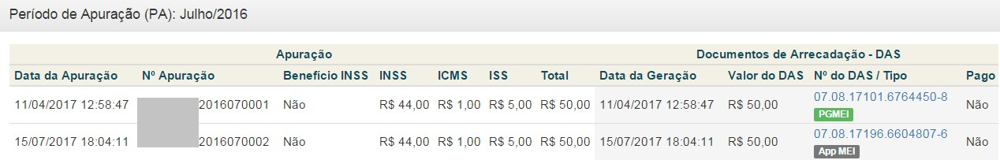 Período de Apuração (PA): Julho/2016
Apuração Documentos de Arrecadação - DAS
Data da Apuração Nº Apuração Benefício INSS INSS ICMS ISS Total Data da Geração Valor do DAS Nº do DAS / Tipo Pago
11/04/2017 12:58:47 2016070001 Não R$ 44,00 R$ 1,00 R$ 5,00 R$ 50,00 11/04/2017 12:58:47 R$ 50,00 07.08.17101.6764450-8 Não
PGMEI
15/07/2017 18:04:11 2016070002 Não R$ 44,00 R$ 1,00 R$ 5,00 R$ 50,00 15/07/2017 18:04:11 R$ 50,00 07.08.17196.6604807-6 Não
App MEI